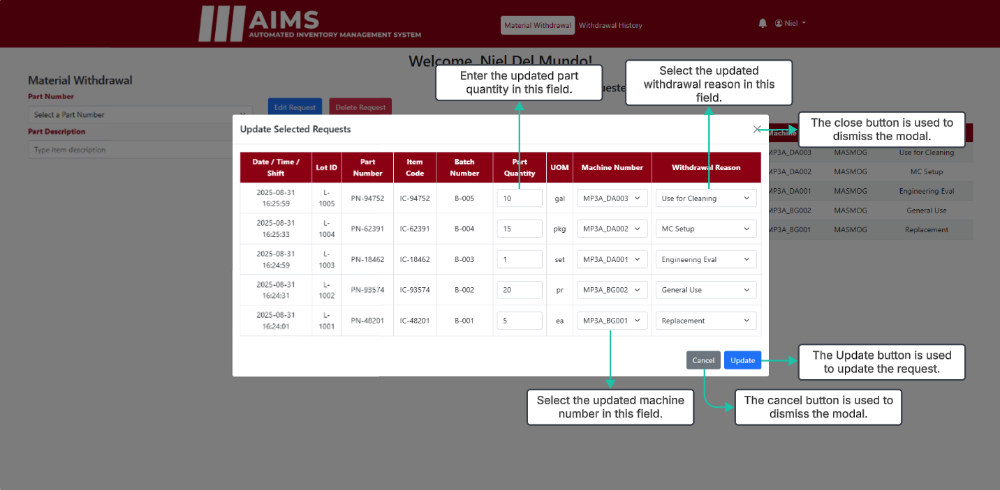 AIMS
AUTOMATED INVENTORY MANAGEMENT SYSTEM
Material Withdrawal
Withdrawal History
Niel
Welcome, Niel Del Mundo!
Material Withdrawal
Part Number
Select a Part Number
Part Description
Type item description
Edit Request
Delete Request
Enter the updated part
quantity in this field.
Select the updated
withdrawal reason in this
field.
The close button is used to
dismiss the modal.
Update Selected Requests
Date / Time / Shift Lot ID Part Number Item Code Batch Number Part Quantity UOM Machine Number Withdrawal Reason
2025-08-31 16:25:59 L-1005 PN-94752 IC-94752 B-005 10 gal MP3A_DA003 Use for Cleaning
2025-08-31 16:25:33 L-1004 PN-62391 IC-62391 B-004 15 pkg MP3A_DA002 MC Setup
2025-08-31 16:24:59 L-1003 PN-18462 IC-18462 B-003 1 set MP3A_DA001 Engineering Eval
2025-08-31 16:24:31 L-1002 PN-93574 IC-93574 B-002 20 pr MP3A_BG002 General Use
2025-08-31 16:24:01 L-1001 PN-48201 IC-48201 B-001 5 ea MP3A_BG001 Replacement
Cancel
Update
Machine
MP3A_DA003 MASMOG Use for Cleaning
MP3A_DA002 MASMOG MC Setup
MP3A_DA001 MASMOG Engineering Eval
MP3A_BG002 MASMOG General Use
MP3A_BG001 MASMOG Replacement
The Update button is used
to update the request.
Select the updated machine
number in this field.
The cancel button is used to
dismiss the modal.